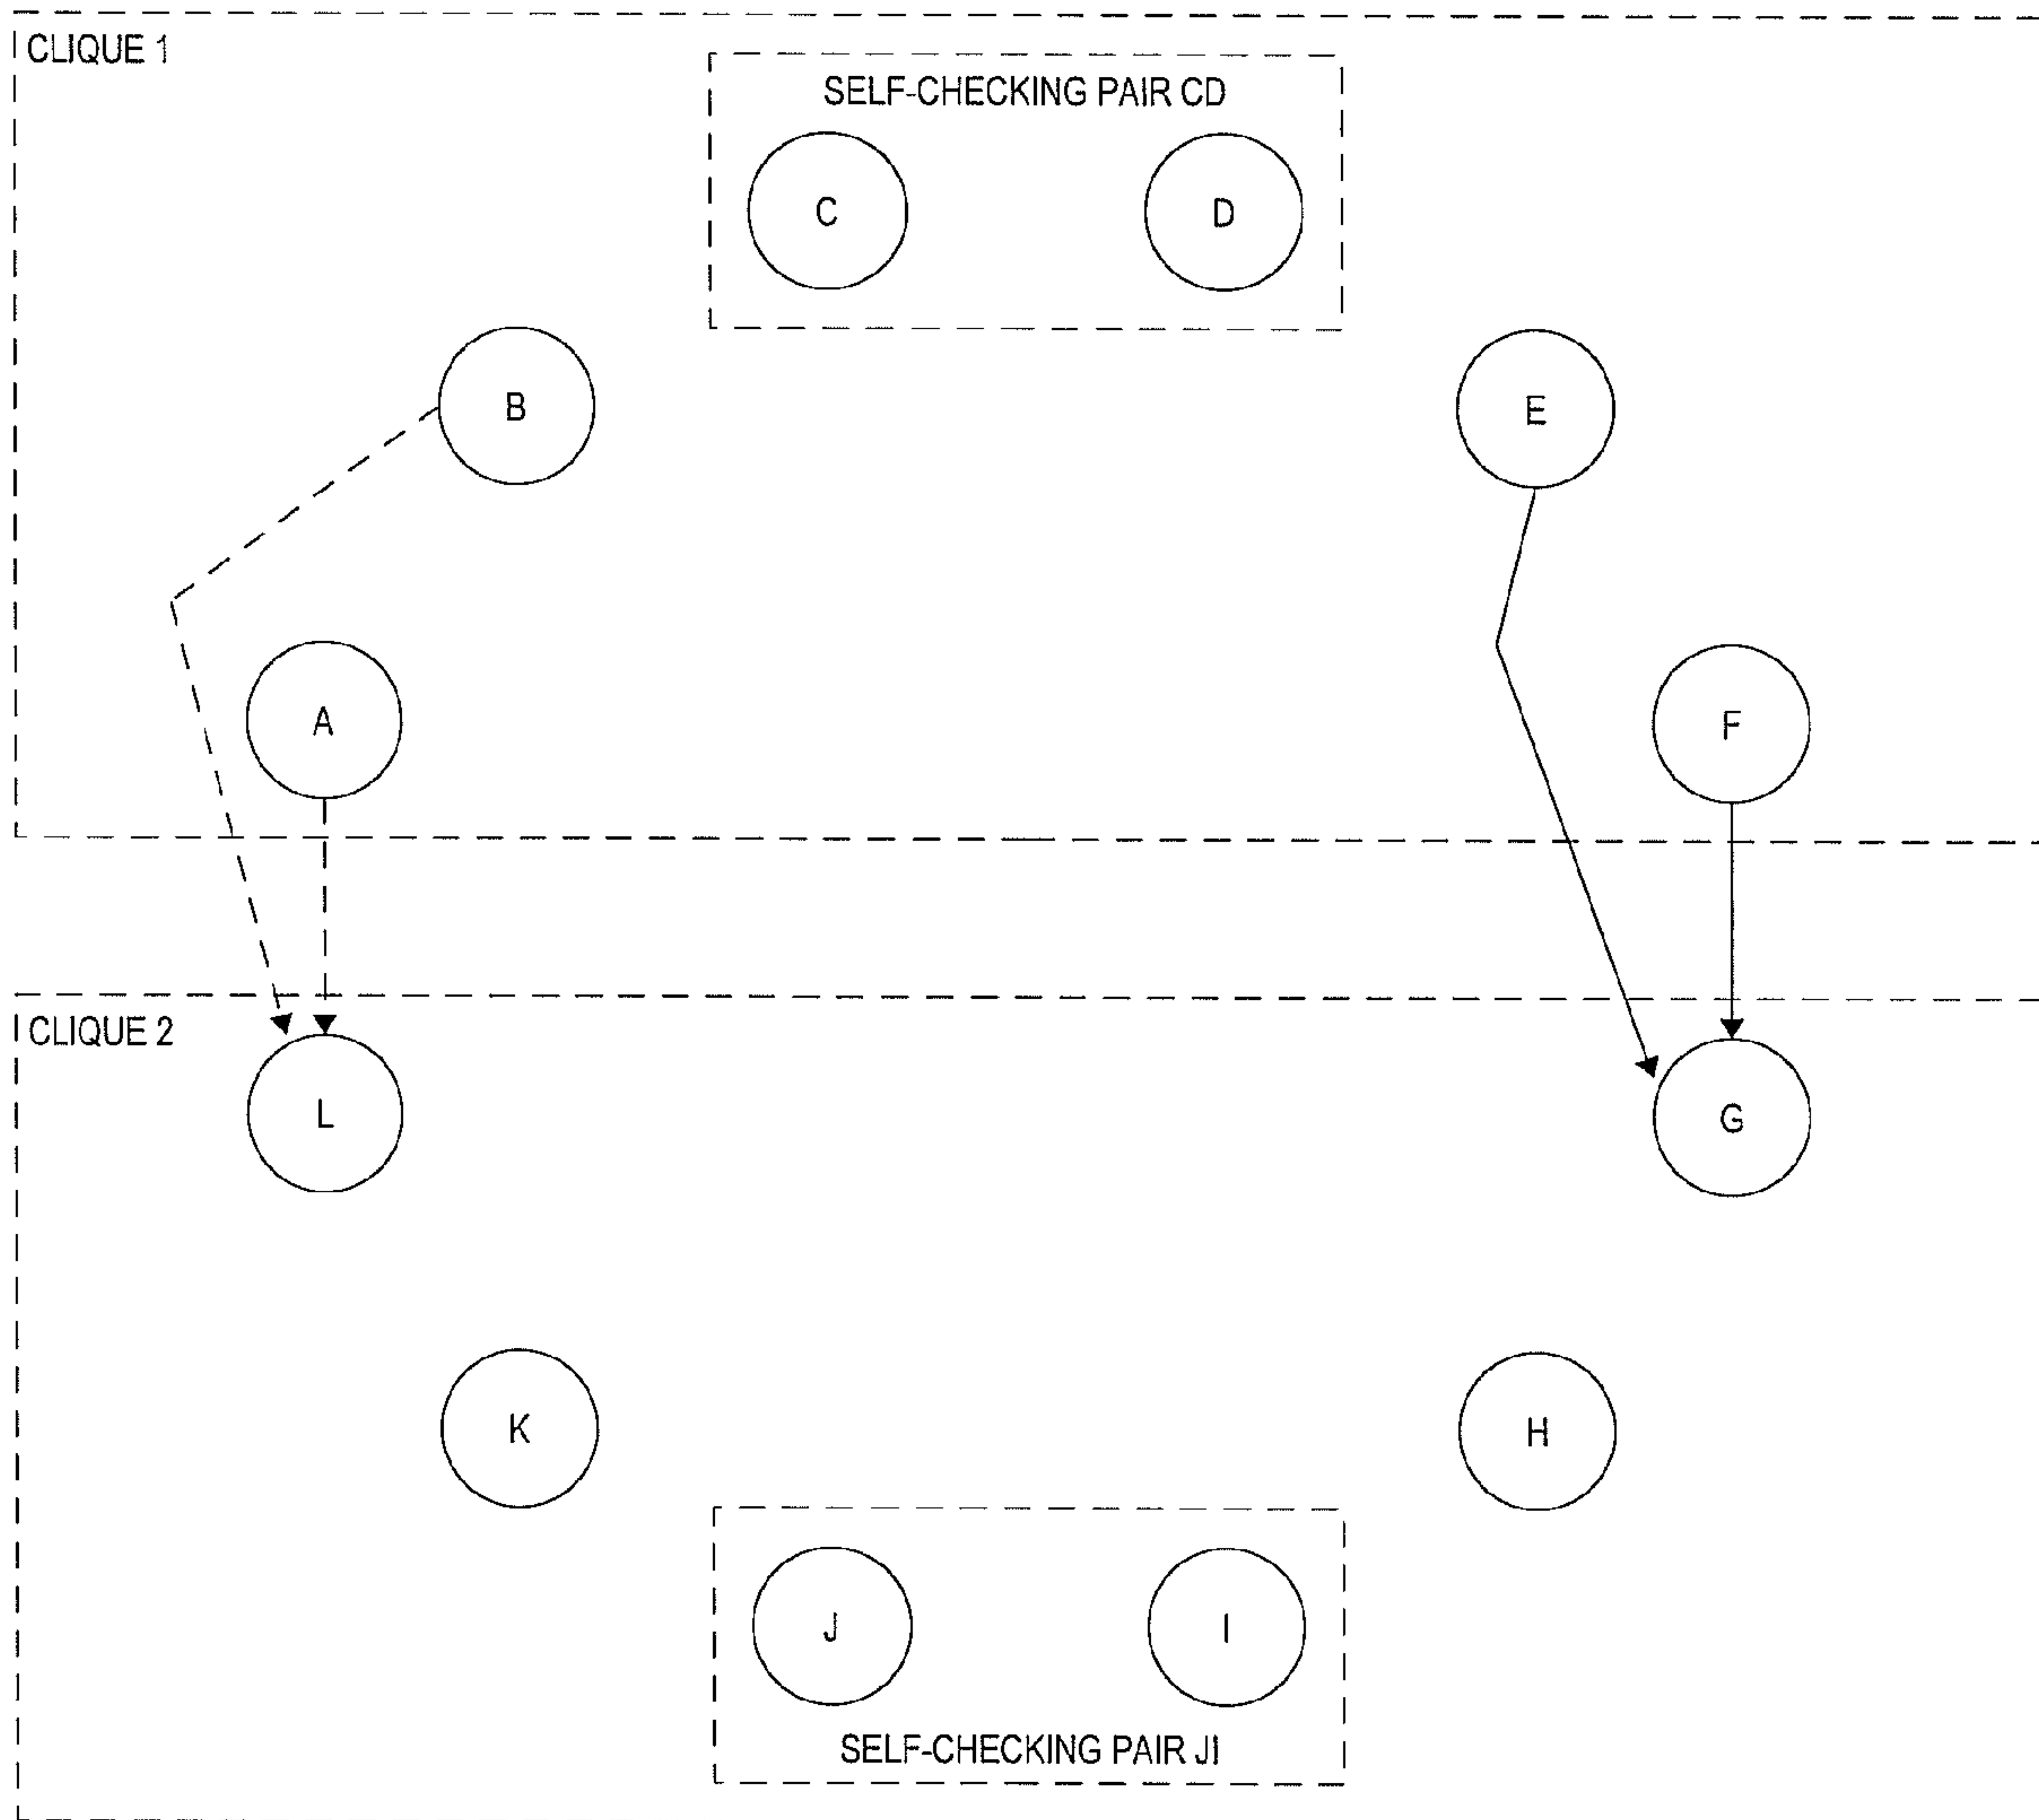 CLIQUE 1
SELF-CHECKING PAIR CD
C
D
B
E
A
F
CLIQUE 2
L
G
K
H
J
I
SELF-CHECKING PAIR JI